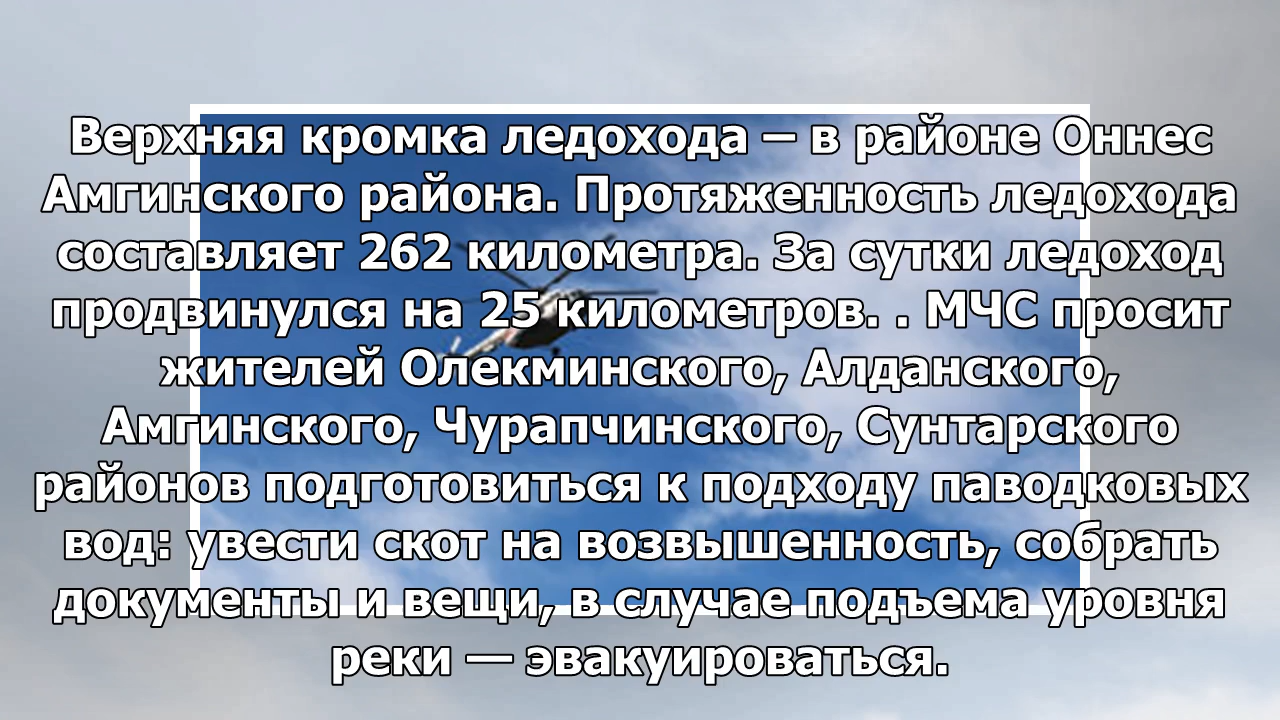 Верхняя кромка ледохода – в районе Оннес
Амгинского района. Протяженность ледохода
составляет 262 километра. За сутки ледоход
продвинулся на 25 километров. . МЧС просит
жителей Олекминского, Алданского,
Амгинского, Чурапчинского, Сунтарского
районов подготовиться к подходу паводковых
вод: увести скот на возвышенность, собрать
документы и вещи, в случае подъема уровня
реки — эвакуироваться.